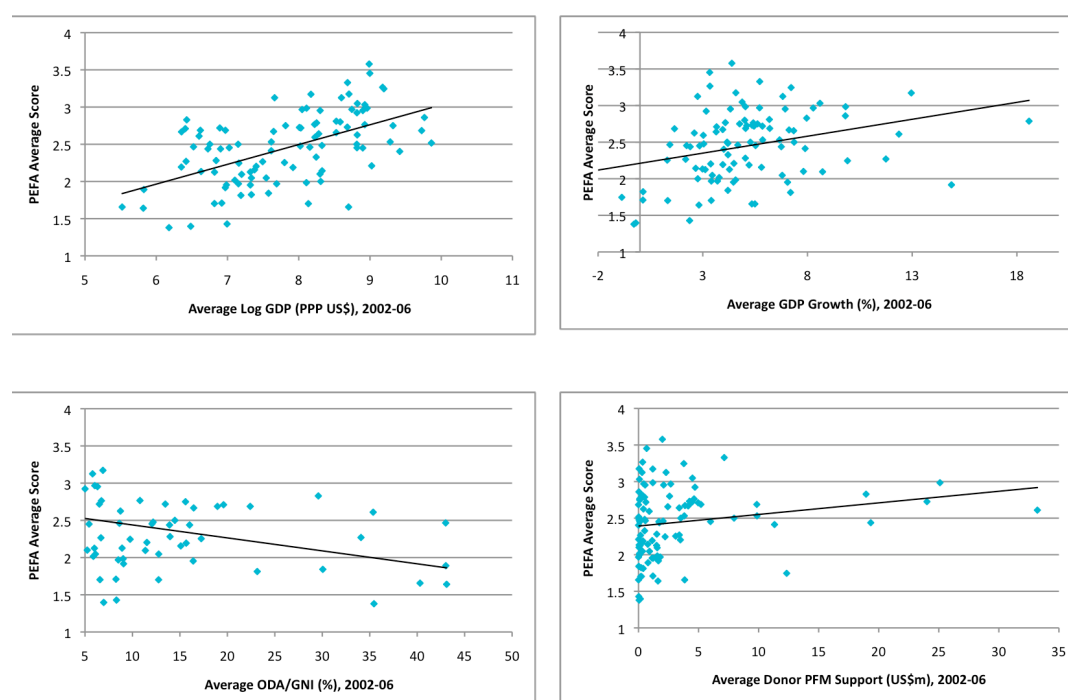 4
3.5
3
2.5
2
1.5
1
PEFA Average Score
5 6 7 8 9 10 11
Average Log GDP (PPP US$), 2002-06
4
3.5
3
2.5
2
1.5
1
PEFA Average Score
-2 3 8 13 18
Average GDP Growth (%), 2002-06
4
3.5
3
2.5
2
1.5
1
PEFA Average Score
5 10 15 20 25 30 35 40 45 50
Average ODA/GNI (%), 2002-06
4
3.5
3
2.5
2
1.5
1
PEFA Average Score
0 5 10 15 20 25 30 35
Average Donor PFM Support (US$m), 2002-06